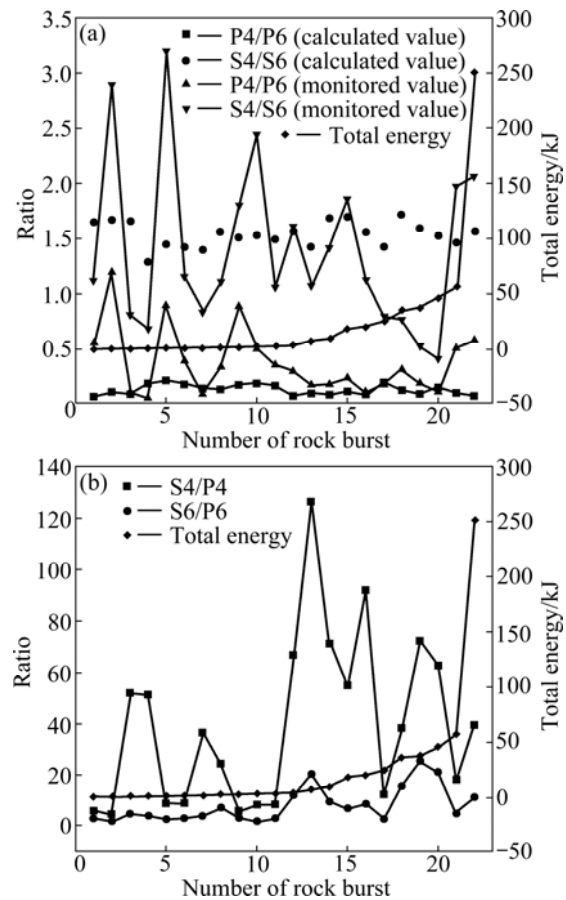 (a)
P4/P6 (calculated value)
S4/S6 (calculated value)
P4/P6 (monitored value)
S4/S6 (monitored value)
Total energy
3.5
3.0
2.5
2.0
1.5
1.0
0.5
0
Ratio
300
250
200
150
100
50
0
−50
Total energy/kJ
0 5 10 15 20
Number of rock burst
(b)
S4/P4
S6/P6
Total energy
140
120
100
80
60
40
20
0
Ratio
300
250
200
150
100
50
0
−50
Total energy/kJ
0 5 10 15 20
Number of rock burst